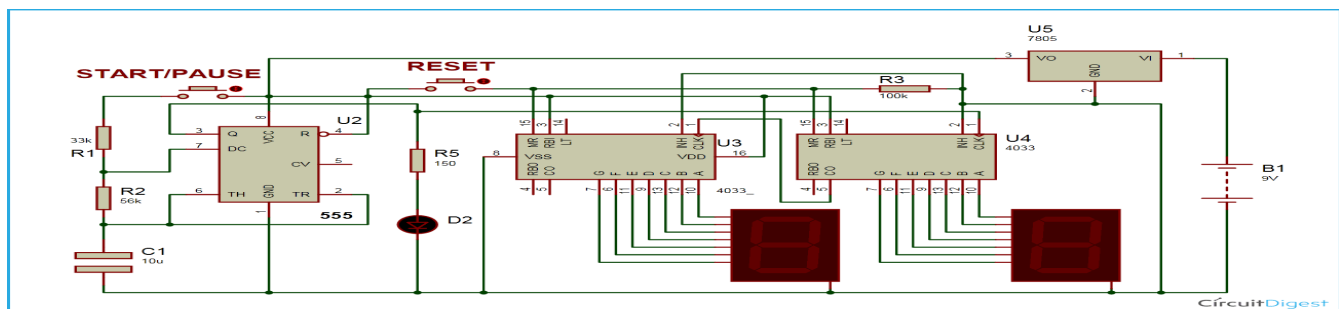 U5
7805
3 VO VI 1
GND
2
START/PAUSE
RESET
R3
100k
33k
R1
R2
56k
C1
10u
U2
8
3 Q VCC R 4
7 DC
CV 5
6 TH GND TR 2
1
555
R5
150
D2
15 3 14 2 1
MR RBI LT INH CLK
U3
8 VSS VDD 16
RBO CO G F E D C B A
4033_
4 5 7 6 11 9 13 12 10
15 3 14 2 1
MR RBI LT INH CLK
U4
4033
RBO CO G F E D C B A
4 5 7 6 11 9 13 12 10
B1
9V
CircuitDigest